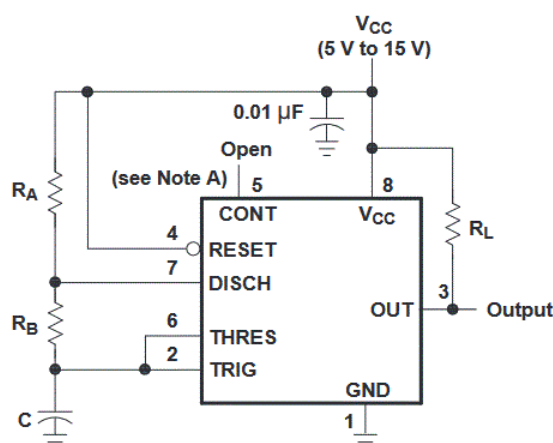 VCC
(5 V to 15 V)
0.01 µF
Open
(see Note A)
5
8
RA
CONT
VCC
RL
4
RESET
7
DISCH
3
OUT
Output
RB
6
THRES
2
TRIG
GND
C
1